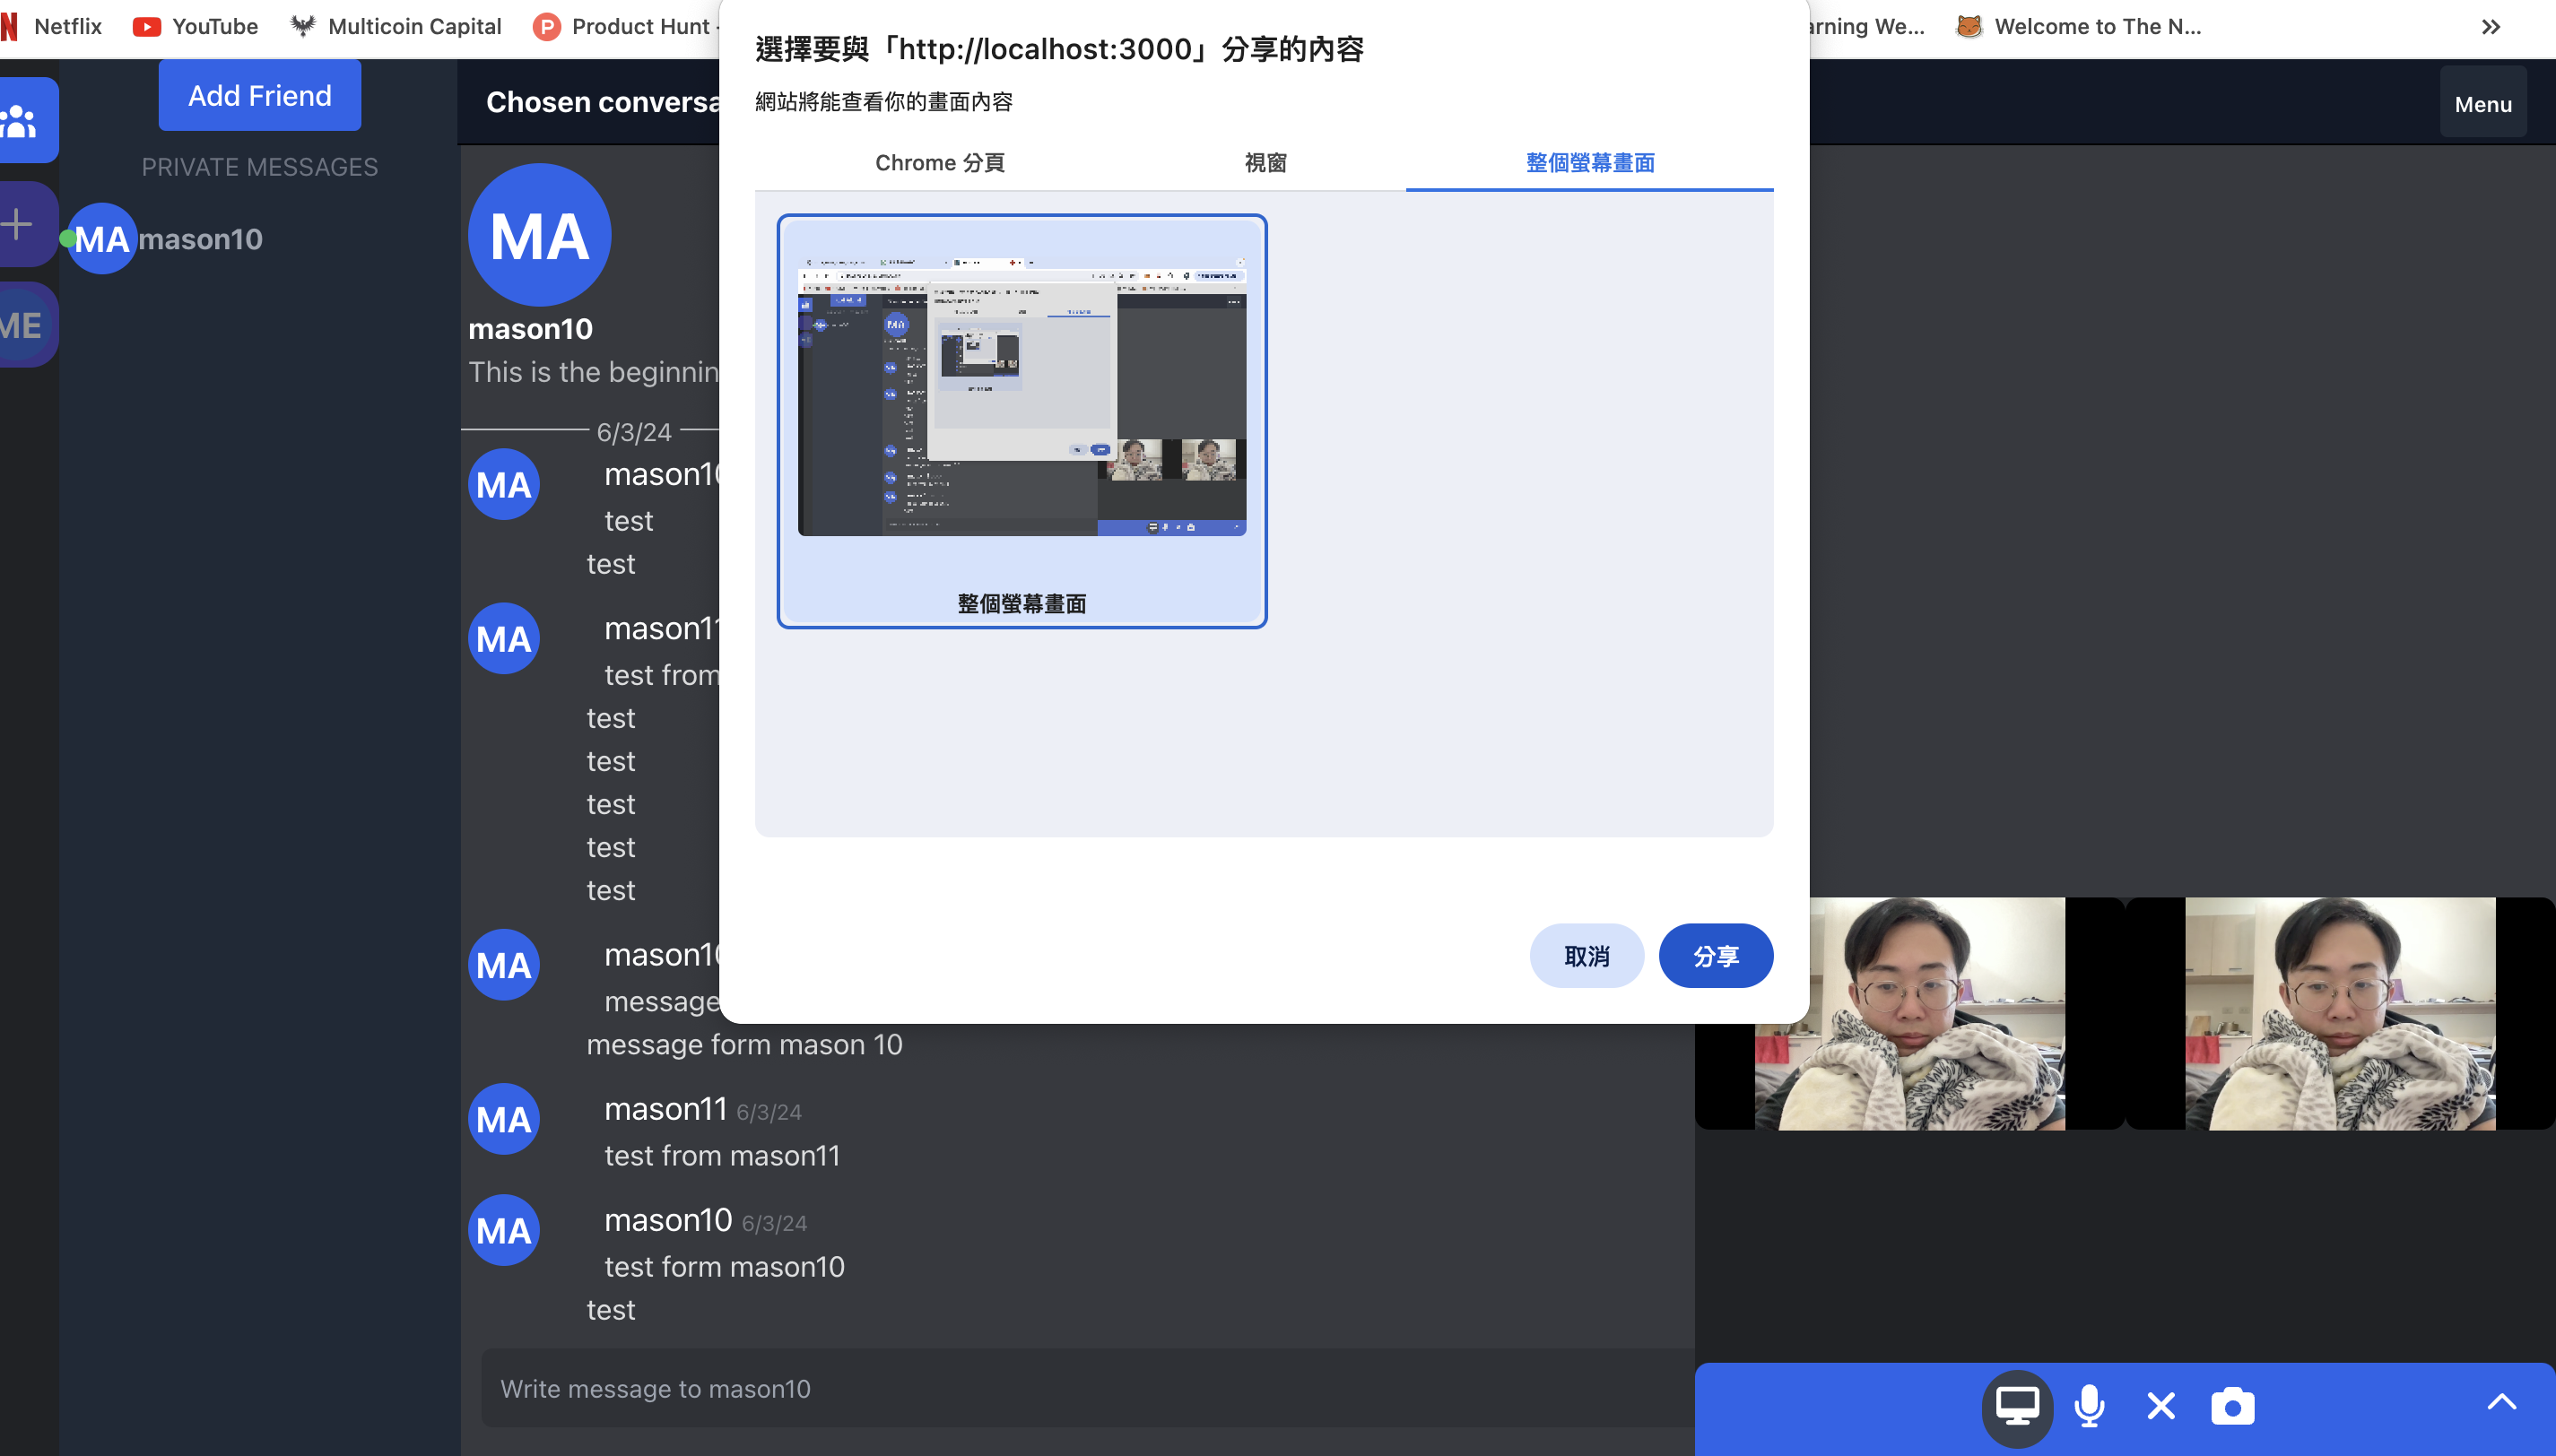 Netflix
YouTube
Multicoin Capital
Product Hunt -
arning We...
Welcome to The N...
Add Friend
PRIVATE MESSAGES
MA
mason10
ME
Chosen conversa
Menu
MA
mason10
This is the beginnin
6/3/24
MA
mason10
test
test
MA
mason11
test from
test
test
test
test
test
MA
mason10
message
message form mason 10
MA
mason11 6/3/24
test from mason11
MA
mason10 6/3/24
test form mason10
test
Write message to mason10
選擇要與「http://localhost:3000」分享的內容
網站將能查看你的畫面內容
Chrome 分頁
視窗
整個螢幕畫面
整個螢幕畫面
取消
分享